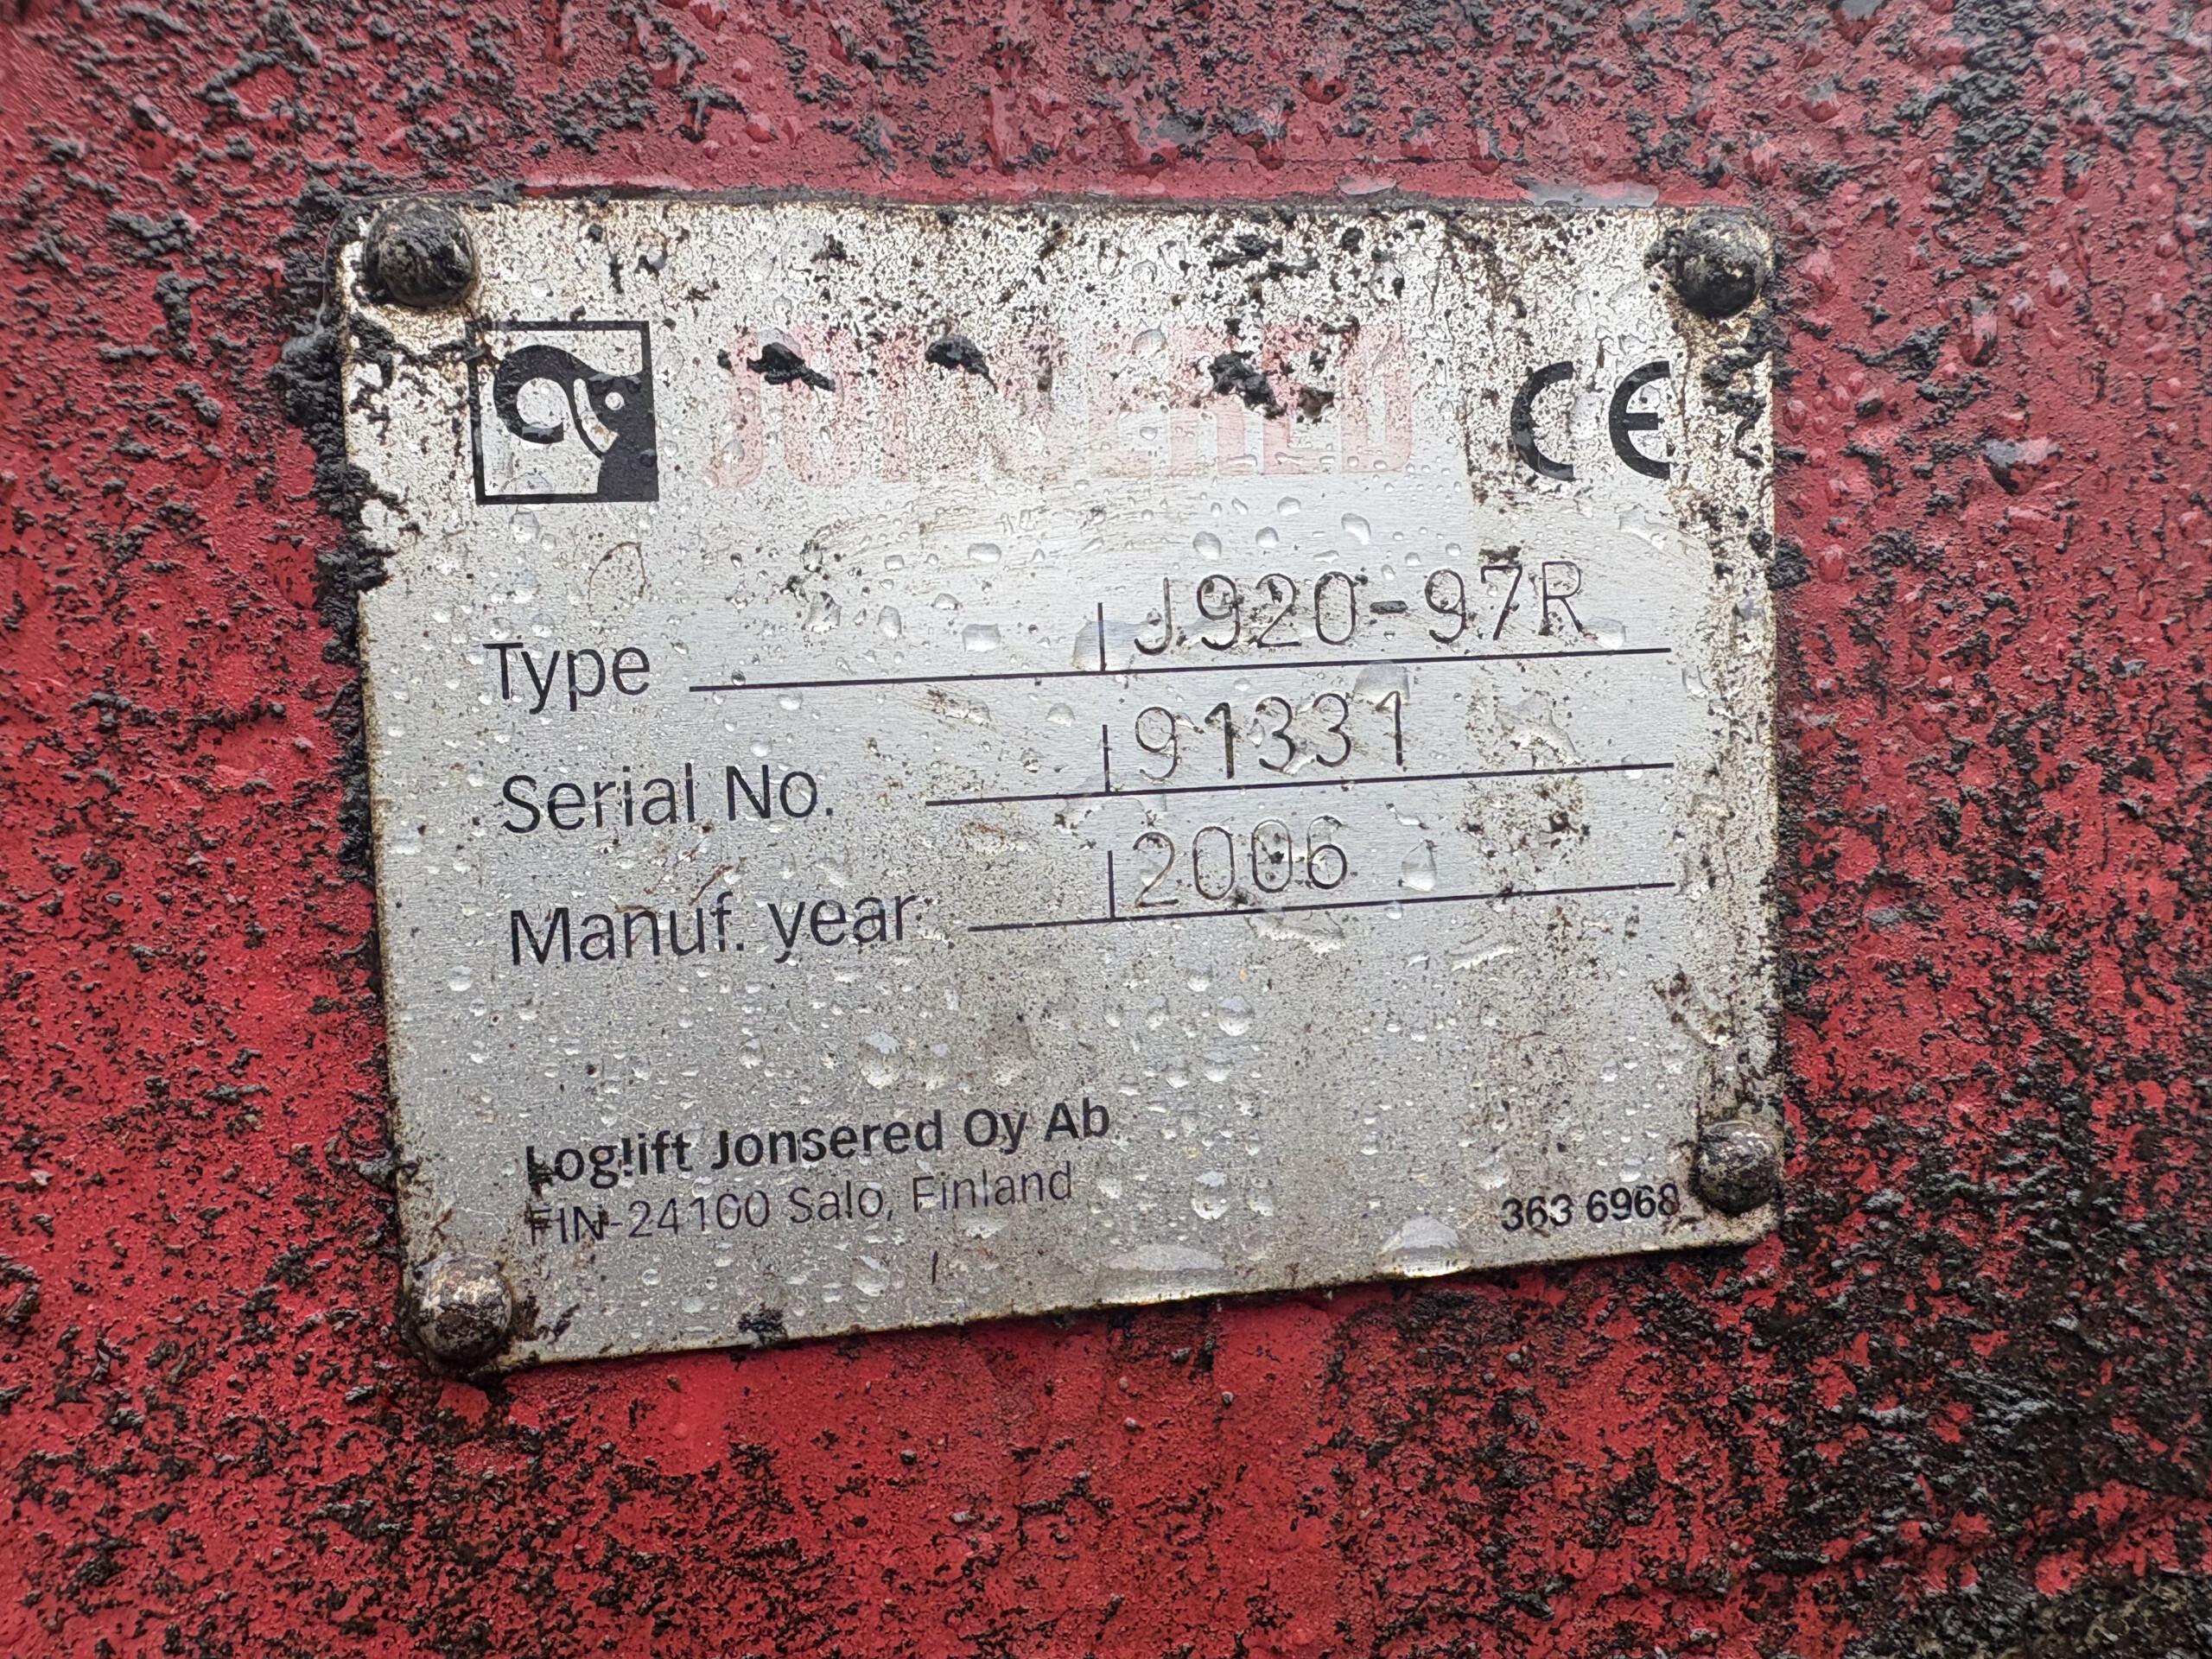 JONSERED
CE
Type J920-97R
Serial No. 91331
Manuf. year 2006
Loglift Jonsered Oy Ab
FIN-24100 Salo, Finland
363 6968